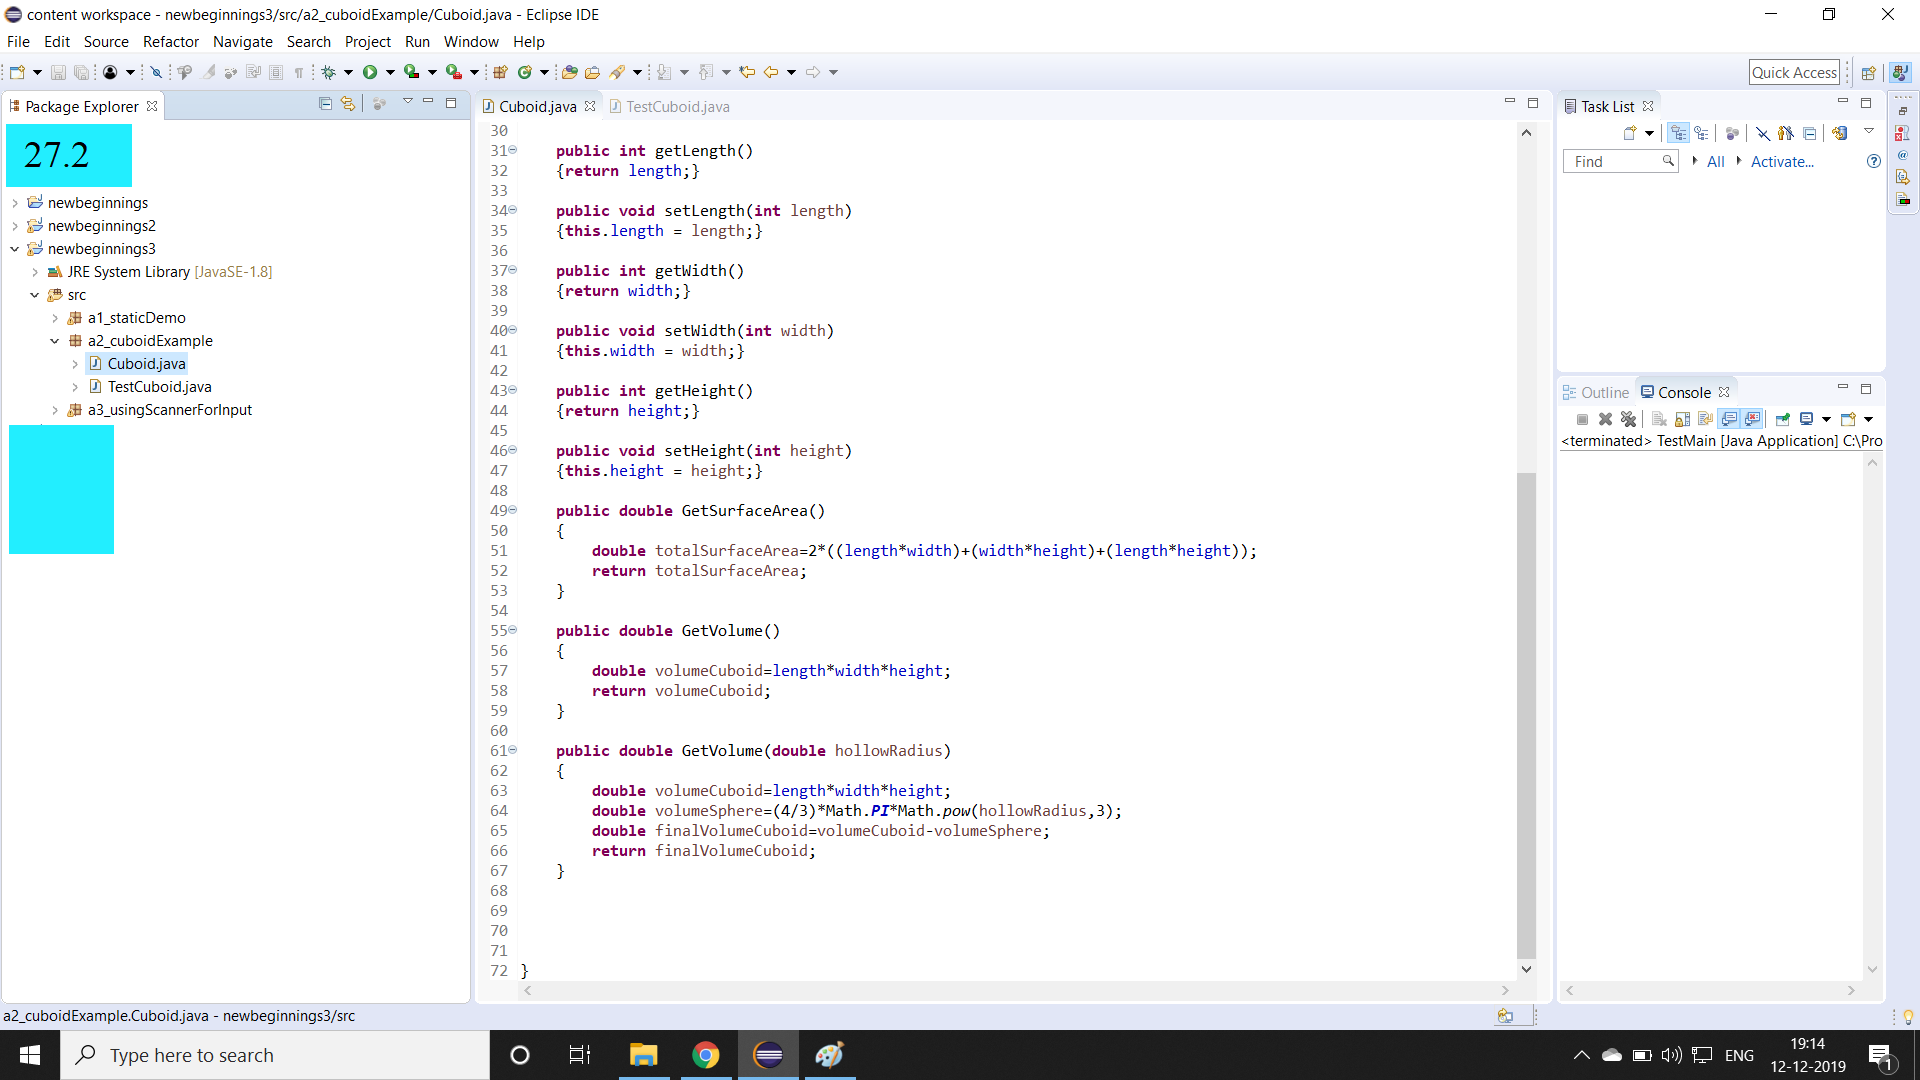 content workspace - newbeginnings3/src/a2_cuboidExample/Cuboid.java - Eclipse IDE
File Edit Source Refactor Navigate Search Project Run Window Help
Quick Access
Package Explorer
27.2
newbeginnings
newbeginnings2
newbeginnings3
JRE System Library [JavaSE-1.8]
src
a1_staticDemo
a2_cuboidExample
Cuboid.java
TestCuboid.java
a3_usingScannerForInput
Cuboid.java TestCuboid.java
30
31 public int getLength()
32 {return length;}
33
34 public void setLength(int length)
35 {this.length = length;}
36
37 public int getWidth()
38 {return width;}
39
40 public void setWidth(int width)
41 {this.width = width;}
42
43 public int getHeight()
44 {return height;}
45
46 public void setHeight(int height)
47 {this.height = height;}
48
49 public double GetSurfaceArea()
50 {
51 double totalSurfaceArea=2*((length*width)+(width*height)+(length*height));
52 return totalSurfaceArea;
53 }
54
55 public double GetVolume()
56 {
57 double volumeCuboid=length*width*height;
58 return volumeCuboid;
59 }
60
61 public double GetVolume(double hollowRadius)
62 {
63 double volumeCuboid=length*width*height;
64 double volumeSphere=(4/3)*Math.PI*Math.pow(hollowRadius,3);
65 double finalVolumeCuboid=volumeCuboid-volumeSphere;
66 return finalVolumeCuboid;
67 }
68
69
70
71
72 }
Task List
Find All Activate...
Outline Console
<terminated> TestMain [Java Application] C:\Pro
a2_cuboidExample.Cuboid.java - newbeginnings3/src
Type here to search
ENG
19:14
12-12-2019
1